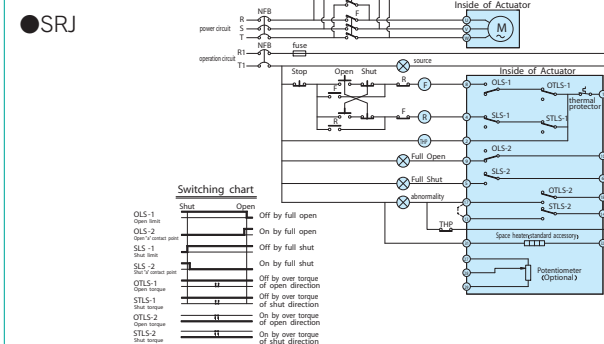 ●SRJ
Inside of Actuator
NFB
F
R
power circuit
S
T
M
NFB
R1
fuse
operation circuit
T1
source
Stop
Open
Shut
R
F
Inside of Actuator
OLS-1
OTLS-1
F
thermal
protector
F
R
SLS-1
STLS-1
R
THP
Full Open
OLS-2
Full Shut
SLS-2
abnormality
OTLS-2
STLS-2
THP
Space heater(standard accessory)
Potentiometer
(Optional)
Switching chart
Shut
Open
OLS-1
Open limit
Off by full open
OLS-2
Open "a" contact point
On by full open
SLS -1
Shut limit
Off by full shut
SLS -2
Shut "a" contact point
On by full shut
OTLS-1
Open torque
Off by over torque
of open direction
STLS-1
Shut torque
Off by over torque
of shut direction
OTLS-2
Open torque
On by over torque
of open direction
STLS-2
Shut torque
On by over torque
of shut direction